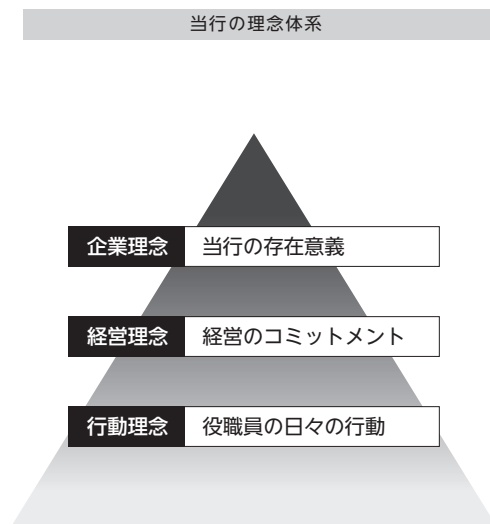 当行の理念体系
企業理念 当行の存在意義
経営理念 経営のコミットメント
行動理念 役職員の日々の行動